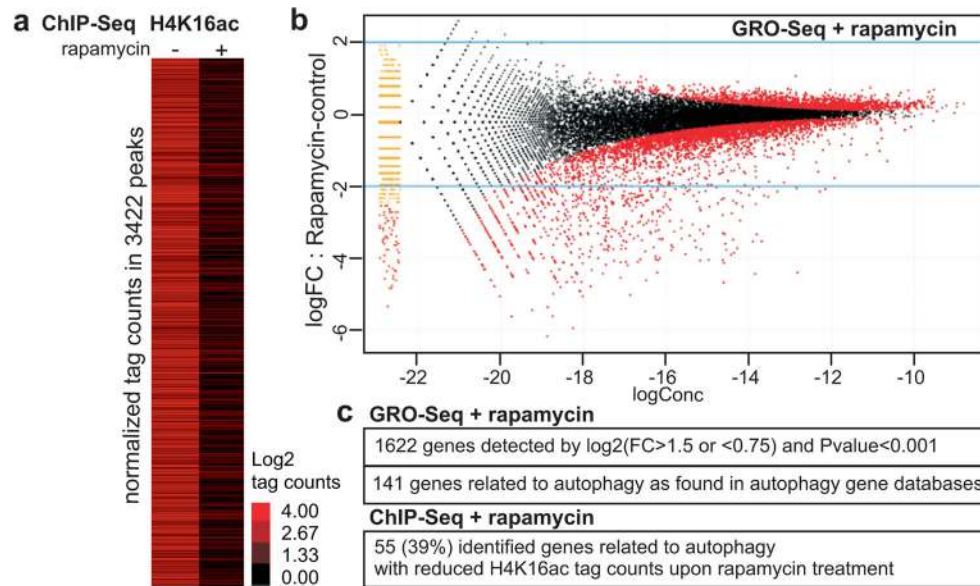 a ChIP-Seq H4K16ac
rapamycin - +
normalized tag counts in 3422 peaks
Log2
tag counts
4.00
2.67
1.33
0.00
b
GRO-Seq + rapamycin
logFC : Rapamycin-control
2
0
2
-4
-6
-22 -20 -18 -16 -14 -12 -10
logConc
c GRO-Seq + rapamycin
1622 genes detected by log2(FC>1.5 or <0.75) and Pvalue<0.001
141 genes related to autophagy as found in autophagy gene databases
ChIP-Seq + rapamycin
55 (39%) identified genes related to autophagy
with reduced H4K16ac tag counts upon rapamycin treatment